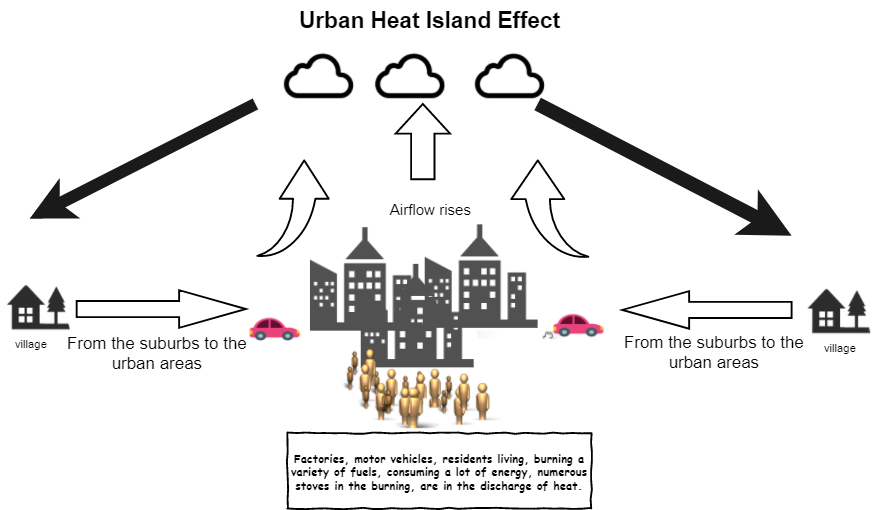 Urban Heat Island Effect
Airflow rises
village
From the suburbs to the
urban areas
From the suburbs to the
urban areas
village
Factories, motor vehicles, residents living, burning a
variety of fuels, consuming a lot of energy, numerous
stoves in the burning, are in the discharge of heat.